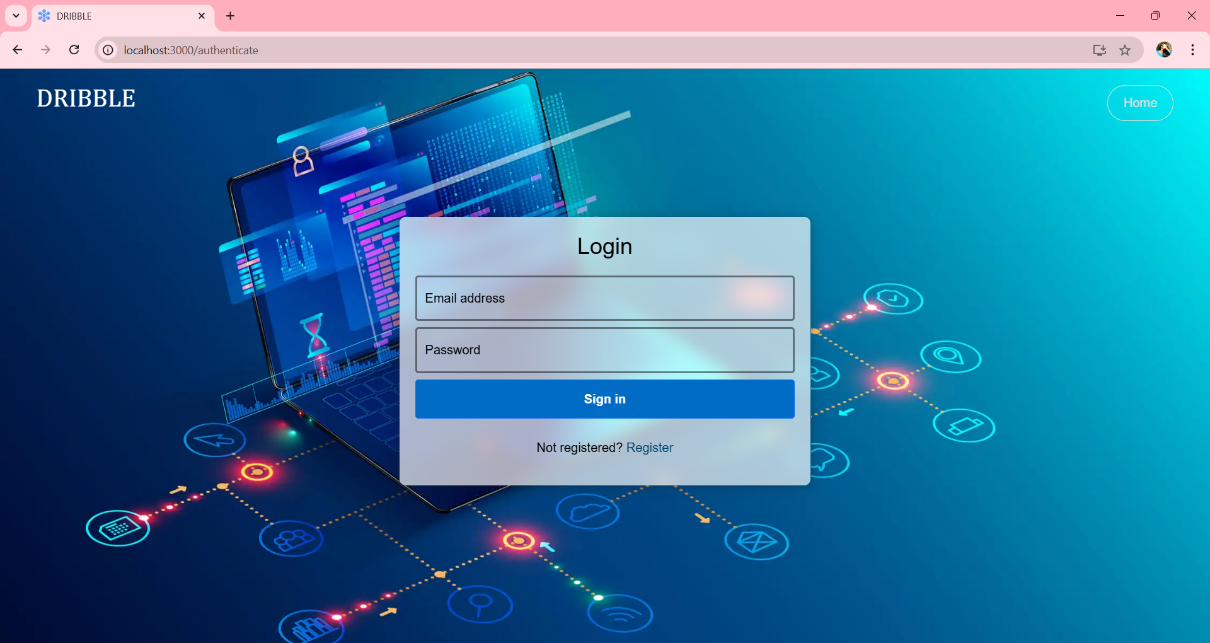 DRIBBLE
localhost:3000/authenticate
DRIBBLE
Home
Login
Email address
Password
Sign in
Not registered? Register